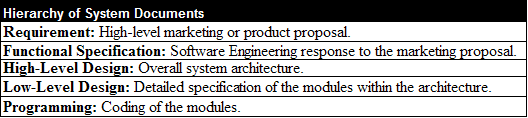 Hierarchy of System Documents
Requirement: High-level marketing or product proposal.
Functional Specification: Software Engineering response to the marketing proposal.
High-Level Design: Overall system architecture.
Low-Level Design: Detailed specification of the modules within the architecture.
Programming: Coding of the modules.